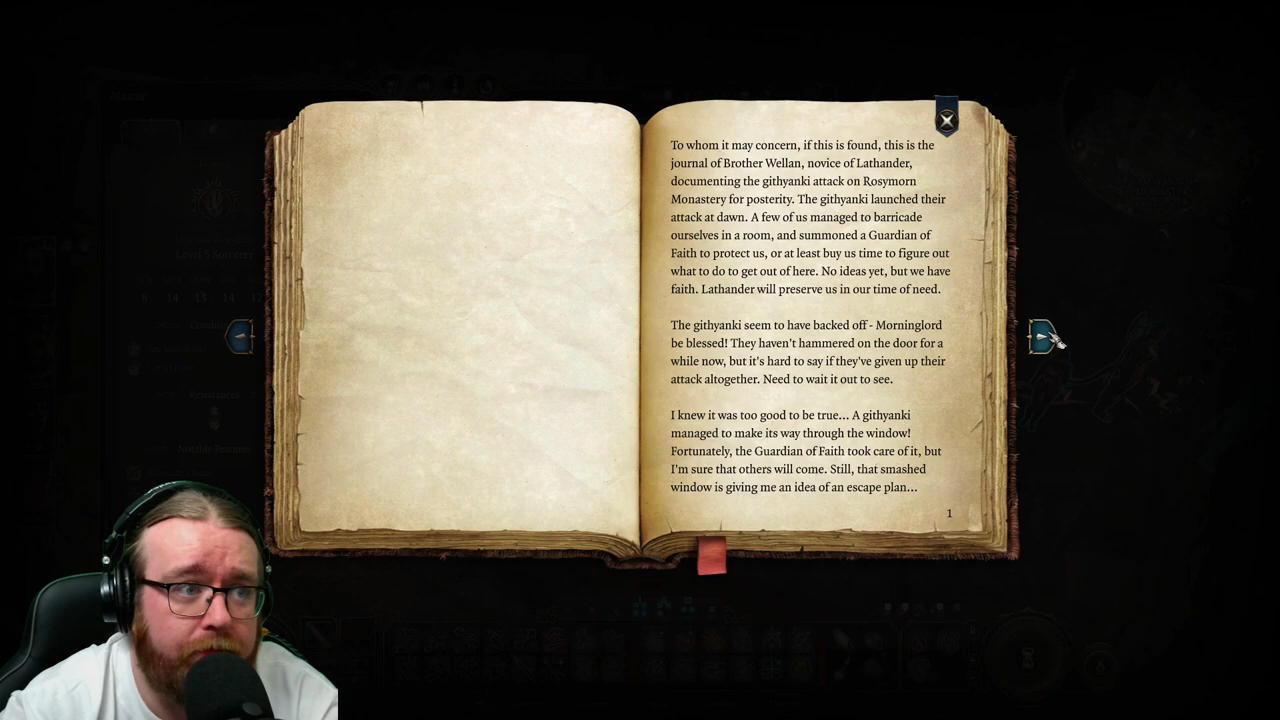 To whom it may concern, if this is found, this is the
journal of Brother Wellan, novice of Lathander,
documenting the githyanki attack on Rosymorn
Monastery for posterity. The githyanki launched their
attack at dawn. A few of us managed to barricade
ourselves in a room, and summoned a Guardian of
Faith to protect us, or at least buy us time to figure out
what to do to get out of here. No ideas yet, but we have
faith. Lathander will preserve us in our time of need.
The githyanki seem to have backed off - Morninglord
be blessed! They haven't hammered on the door for a
while now, but it's hard to say if they've given up their
attack altogether. Need to wait it out to see.
I knew it was too good to be true... A githyanki
managed to make its way through the window!
Fortunately, the Guardian of Faith took care of it, but
I'm sure that others will come. Still, that smashed
window is giving me an idea of an escape plan...
1
Level 5 Sorcerer